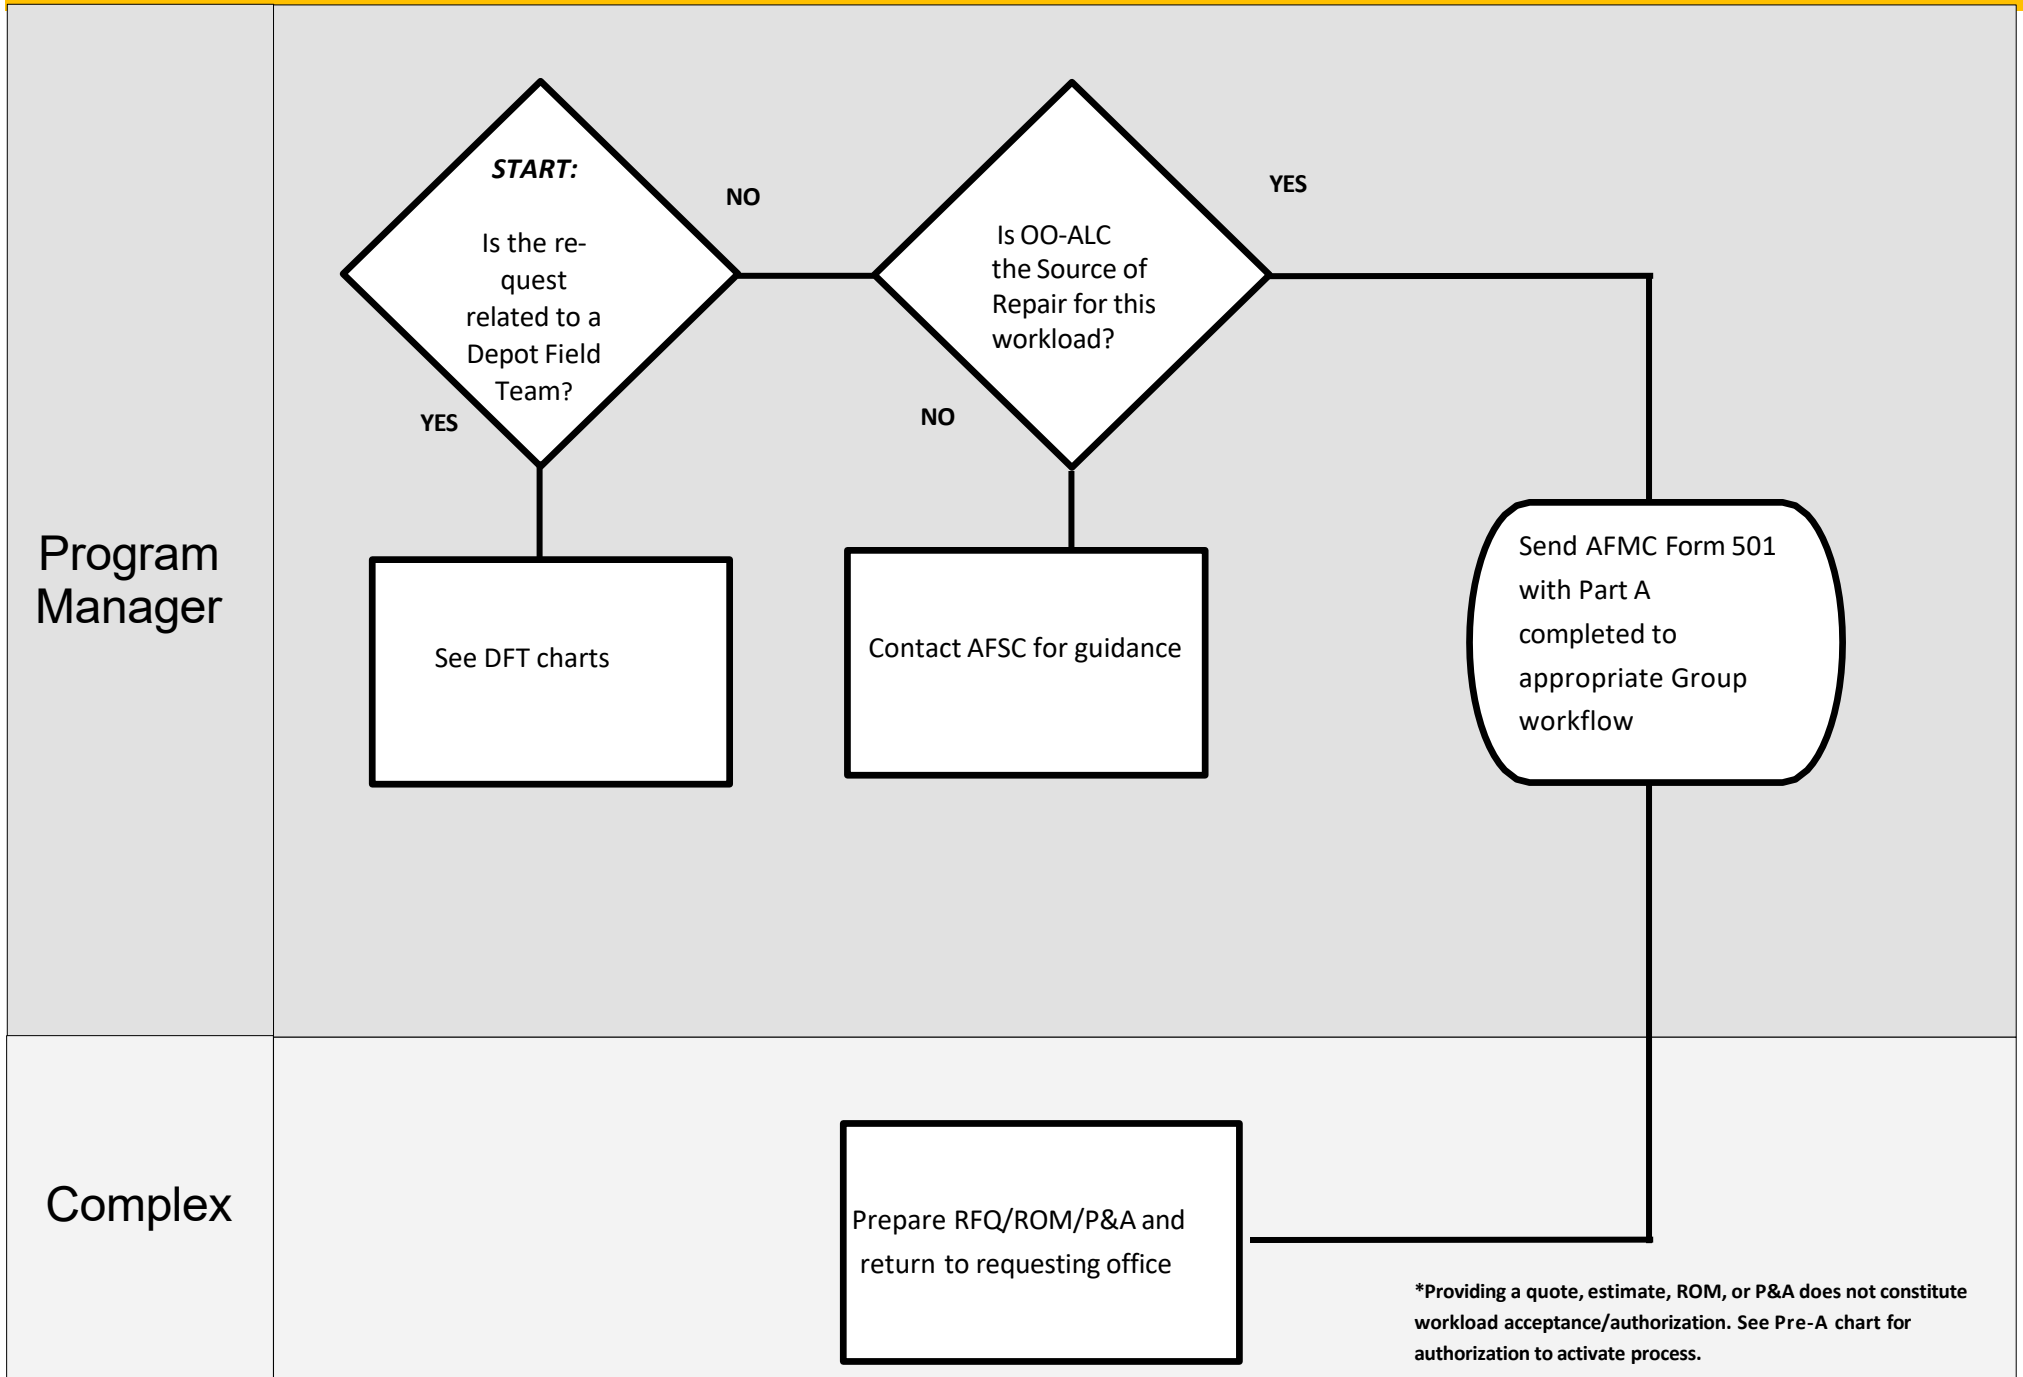 Program
Manager
START:
Is the re-
quest
related to a
Depot Field
Team?
NO
YES
Is OO-ALC
the Source of
Repair for this
workload?
YES
NO
See DFT charts
Contact AFSC for guidance
Send AFMC Form 501
with Part A
completed to
appropriate Group
workflow
Complex
Prepare RFQ/ROM/P&A and
return to requesting office
*Providing a quote, estimate, ROM, or P&A does not constitute
workload acceptance/authorization. See Pre-A chart for
authorization to activate process.